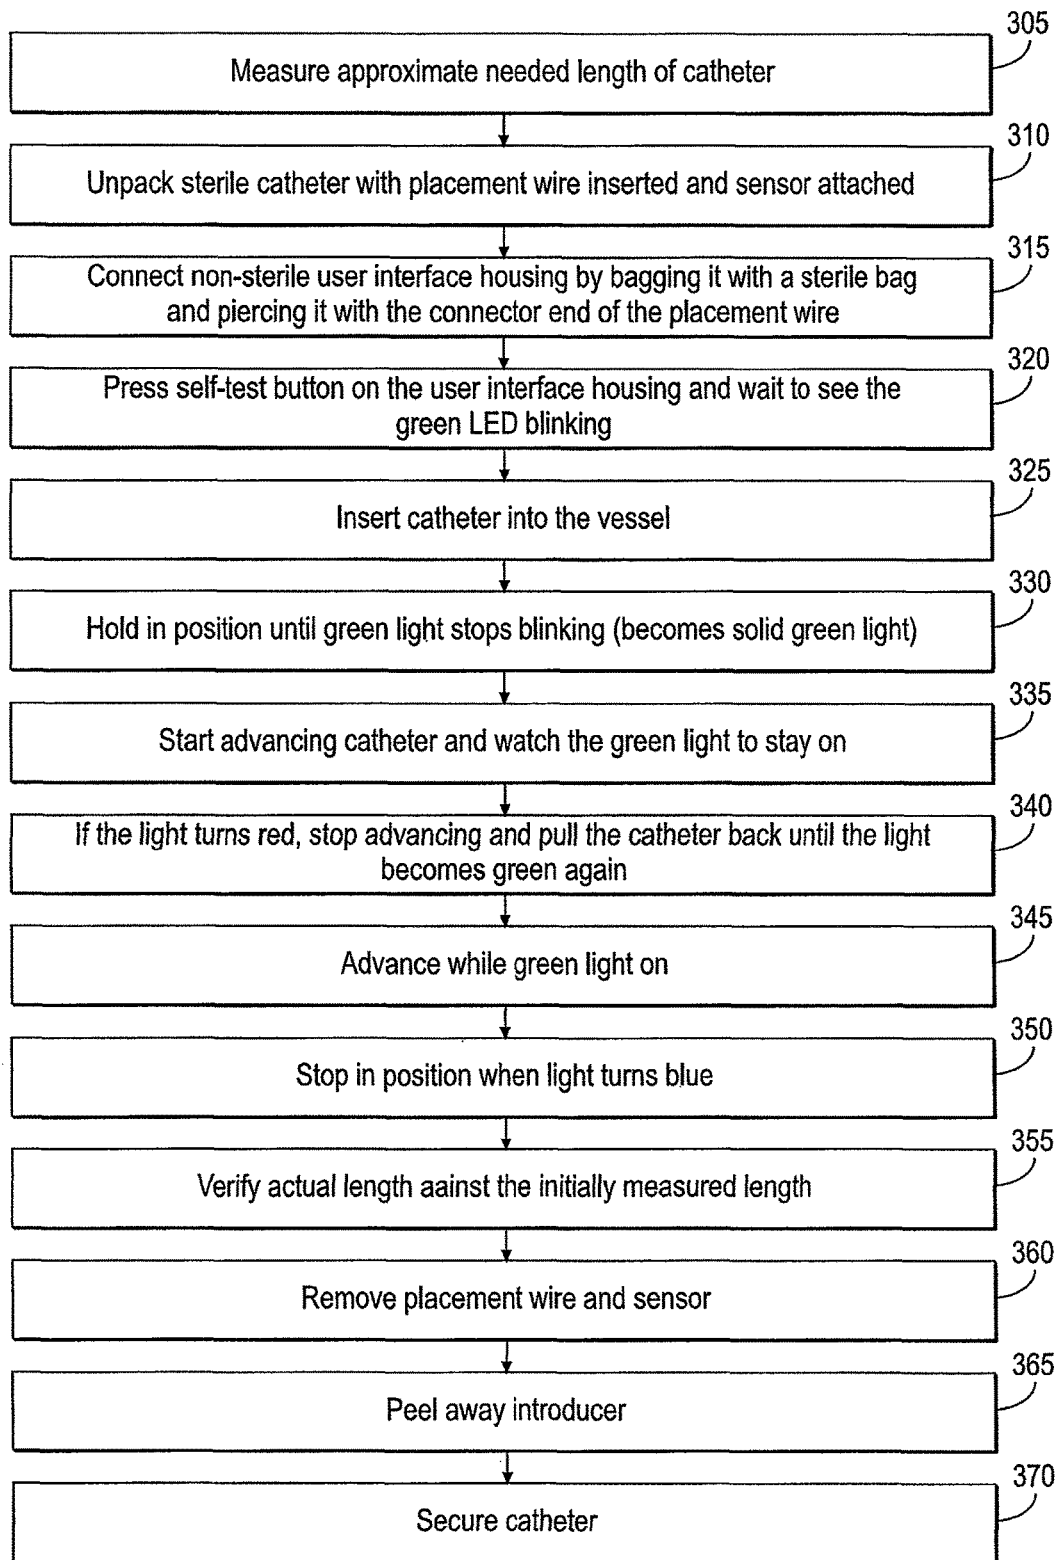 305
Measure approximate needed length of catheter
310
Unpack sterile catheter with placement wire inserted and sensor attached
315
Connect non-sterile user interface housing by bagging it with a sterile bag
and piercing it with the connector end of the placement wire
320
Press self-test button on the user interface housing and wait to see the
green LED blinking
325
Insert catheter into the vessel
330
Hold in position until green light stops blinking (becomes solid green light)
335
Start advancing catheter and watch the green light to stay on
340
If the light turns red, stop advancing and pull the catheter back until the light
becomes green again
345
Advance while green light on
350
Stop in position when light turns blue
355
Verify actual length aainst the initially measured length
360
Remove placement wire and sensor
365
Peel away introducer
370
Secure catheter